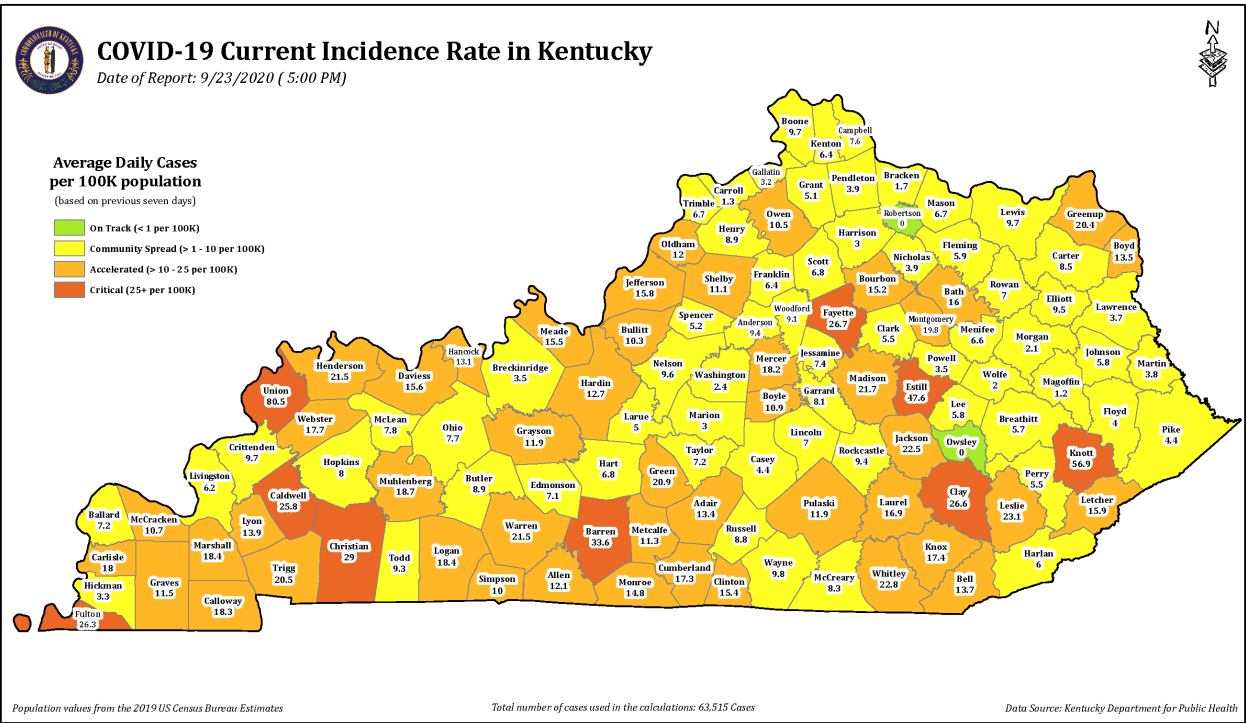 COVID-19 Current Incidence Rate in Kentucky
Date of Report: 9/23/2020 ( 5:00 PM)
N
Average Daily Cases
per 100K population
(based on previous seven days)
On Track (< 1 per 100K)
Community Spread (> 1 - 10 per 100K)
Accelerated (> 10 - 25 per 100K)
Critical (25+ per 100K)
Boone
9.7
Kenton
6.4
Campbell
7.6
Gallatin
3.2
Carroll
1.3
Trimble
6.7
Grant
5.1
Pendleton
3.9
Bracken
1.7
Robertson
0
Mason
6.7
Lewis
9.7
Greenup
20.4
Boyd
13.5
Owen
10.5
Henry
8.9
Oldham
12
Harrison
3
Fleming
5.9
Nicholas
3.9
Carter
8.5
Scott
6.8
Franklin
6.4
Shelby
11.1
Jefferson
15.8
Bourbon
15.2
Bath
16
Rowan
7
Elliott
9.5
Lawrence
3.7
Spencer
5.2
Anderson
9.4
Woodford
9.1
Fayette
26.7
Clark
5.5
Montgomery
19.8
Menifee
6.6
Morgan
2.1
Johnson
5.8
Martin
3.8
Meade
15.5
Bullitt
10.3
Nelson
9.6
Washington
2.4
Mercer
18.2
Jessamine
7.4
Garrard
8.1
Madison
21.7
Estill
47.6
Powell
3.5
Wolfe
2
Magoffin
1.2
Floyd
4
Pike
4.4
Hancock
13.1
Breckinridge
3.5
Hardin
12.7
Larue
5
Marion
3
Boyle
10.9
Lincoln
7
Lee
5.8
Breathitt
5.7
Henderson
21.5
Daviess
15.6
Union
80.5
Webster
17.7
McLean
7.8
Ohio
7.7
Grayson
11.9
Hart
6.8
Taylor
7.2
Green
20.9
Casey
4.4
Rockcastle
9.4
Jackson
22.5
Owsley
0
Perry
5.5
Knott
56.9
Letcher
15.9
Crittenden
9.7
Livingston
6.2
Hopkins
8
Muhlenberg
18.7
Butler
8.9
Edmonson
7.1
Adair
13.4
Pulaski
11.9
Laurel
16.9
Clay
26.6
Leslie
23.1
Harlan
6
Ballard
7.2
McCracken
10.7
Lyon
13.9
Caldwell
25.8
Christian
29
Todd
9.3
Logan
18.4
Warren
21.5
Barren
33.6
Metcalfe
11.3
Russell
8.8
Wayne
9.8
McCreary
8.3
Whitley
22.8
Knox
17.4
Bell
13.7
Carlisle
18
Marshall
18.4
Trigg
20.5
Simpson
10
Allen
12.1
Monroe
14.8
Cumberland
17.3
Clinton
15.4
Hickman
3.3
Graves
11.5
Calloway
18.3
Fulton
26.3
Population values from the 2019 US Census Bureau Estimates
Total number of cases used in the calculations: 63,515 Cases
Data Source: Kentucky Department for Public Health